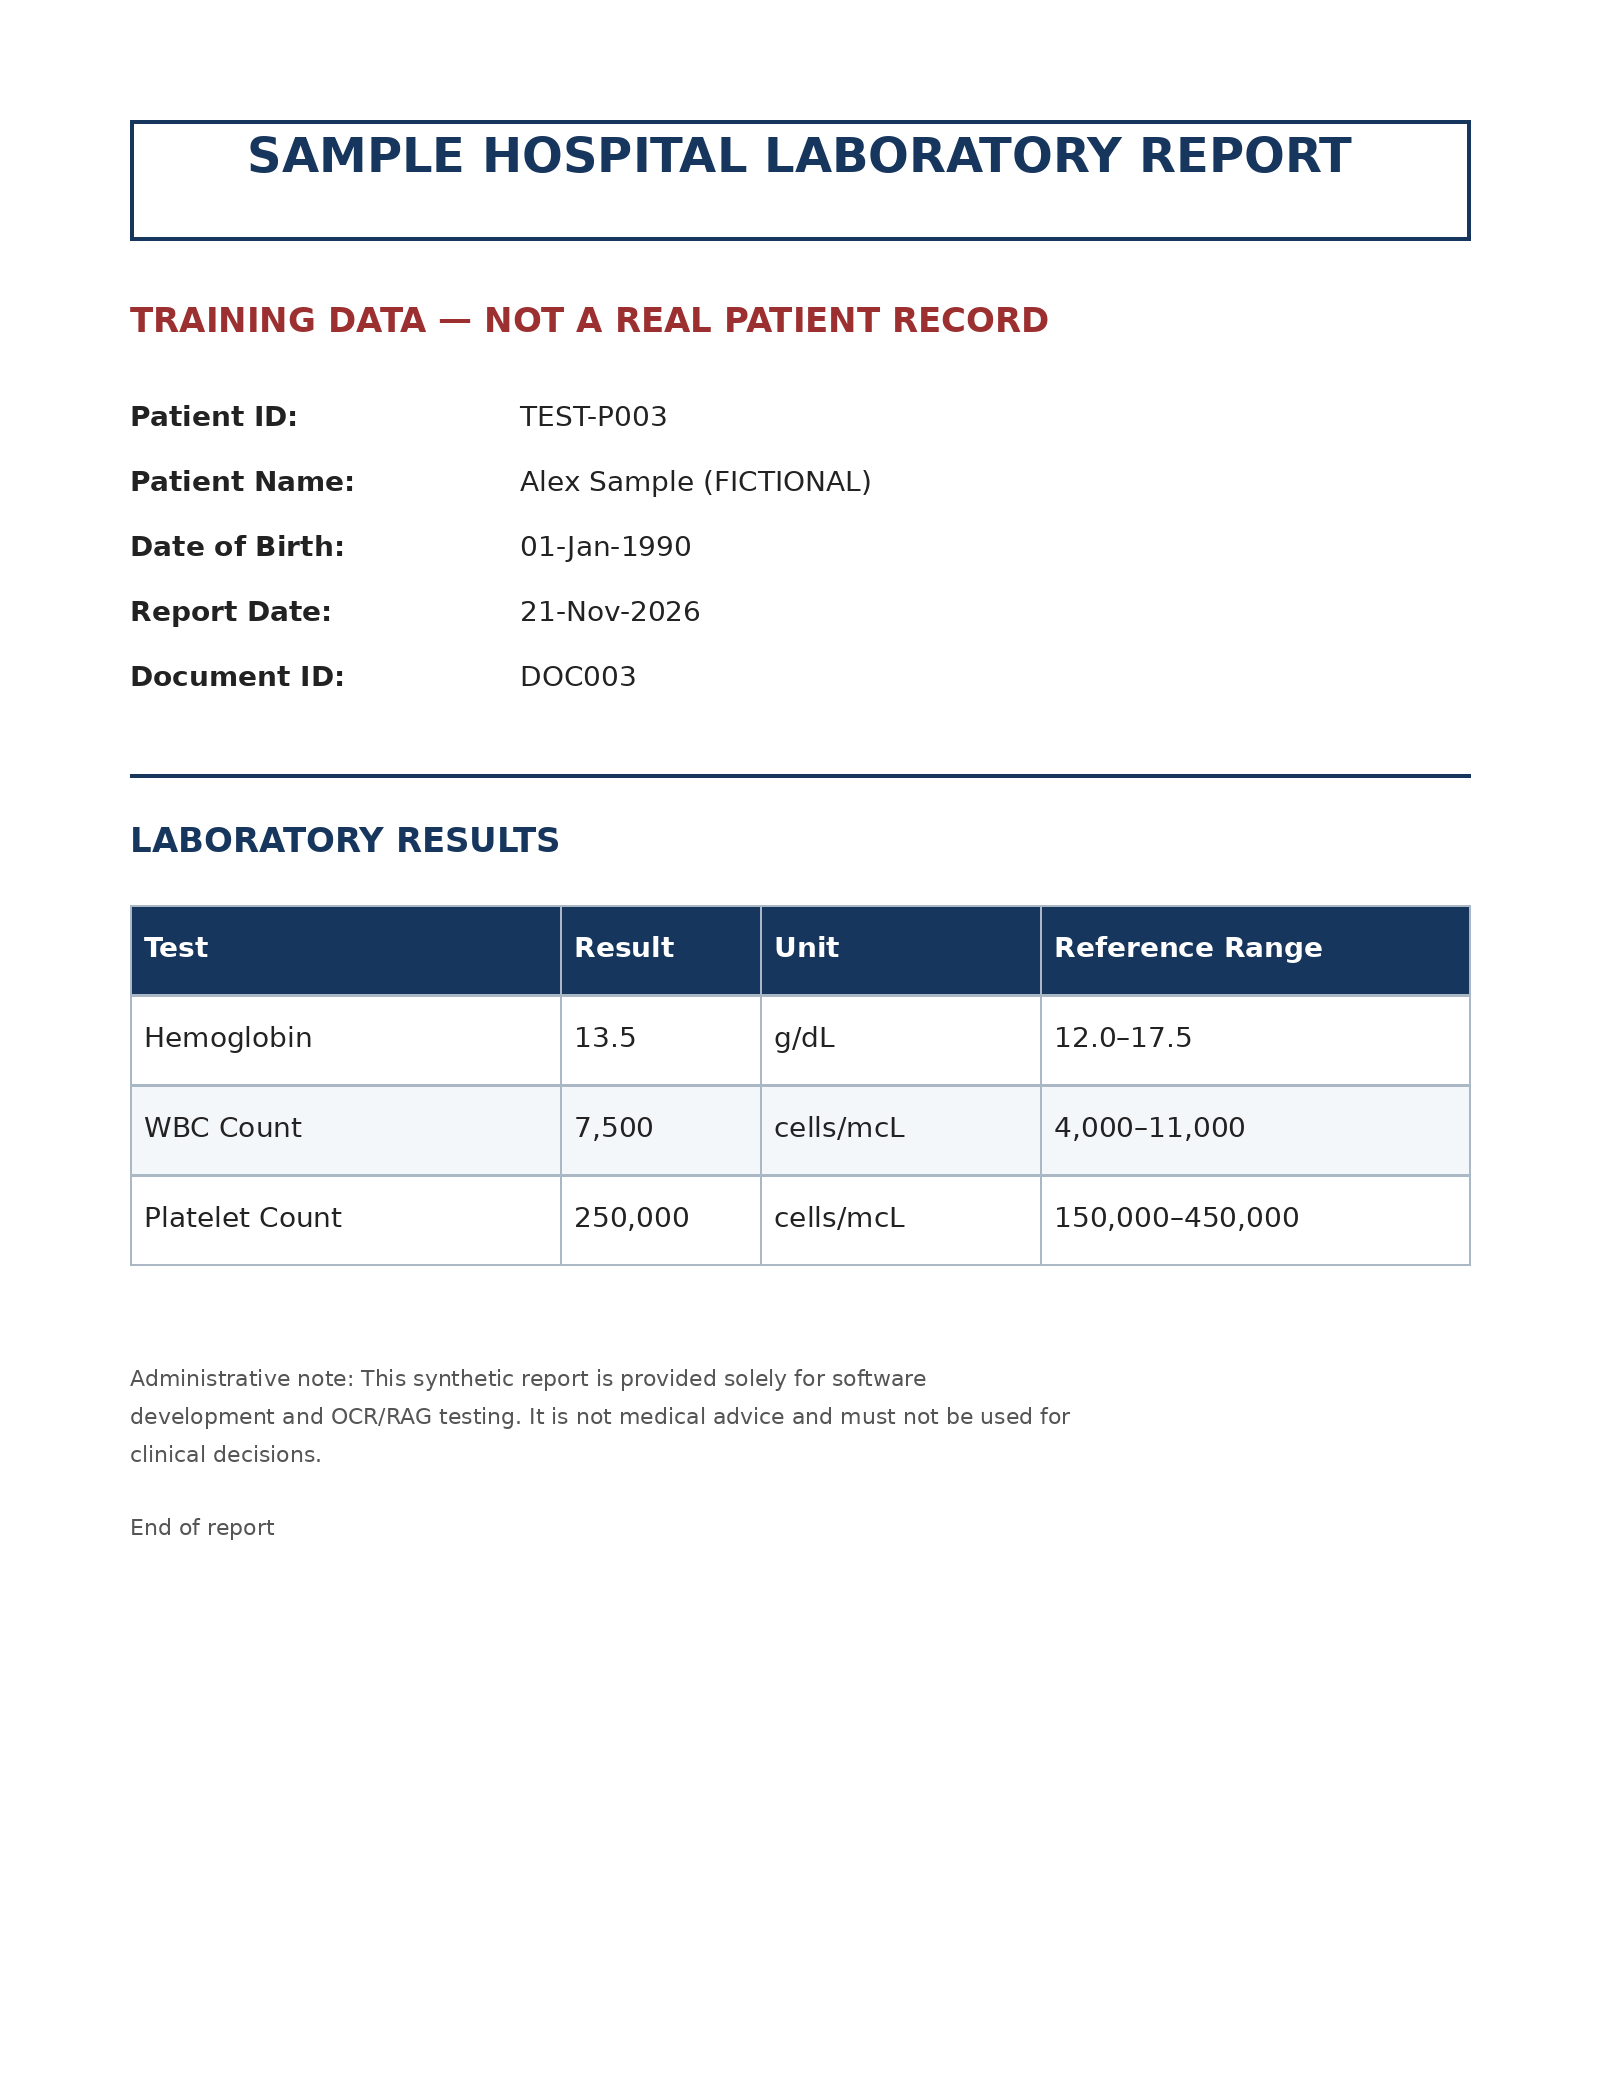 SAMPLE HOSPITAL LABORATORY REPORT
TRAINING DATA — NOT A REAL PATIENT RECORD
Patient ID: TEST-P003
Patient Name: Alex Sample (FICTIONAL)
Date of Birth: 01-Jan-1990
Report Date: 21-Nov-2026
Document ID: DOC003
LABORATORY RESULTS
Test Result Unit Reference Range
Hemoglobin 13.5 g/dL 12.0–17.5
WBC Count 7,500 cells/mcL 4,000–11,000
Platelet Count 250,000 cells/mcL 150,000–450,000
Administrative note: This synthetic report is provided solely for software
development and OCR/RAG testing. It is not medical advice and must not be used for
clinical decisions.
End of report